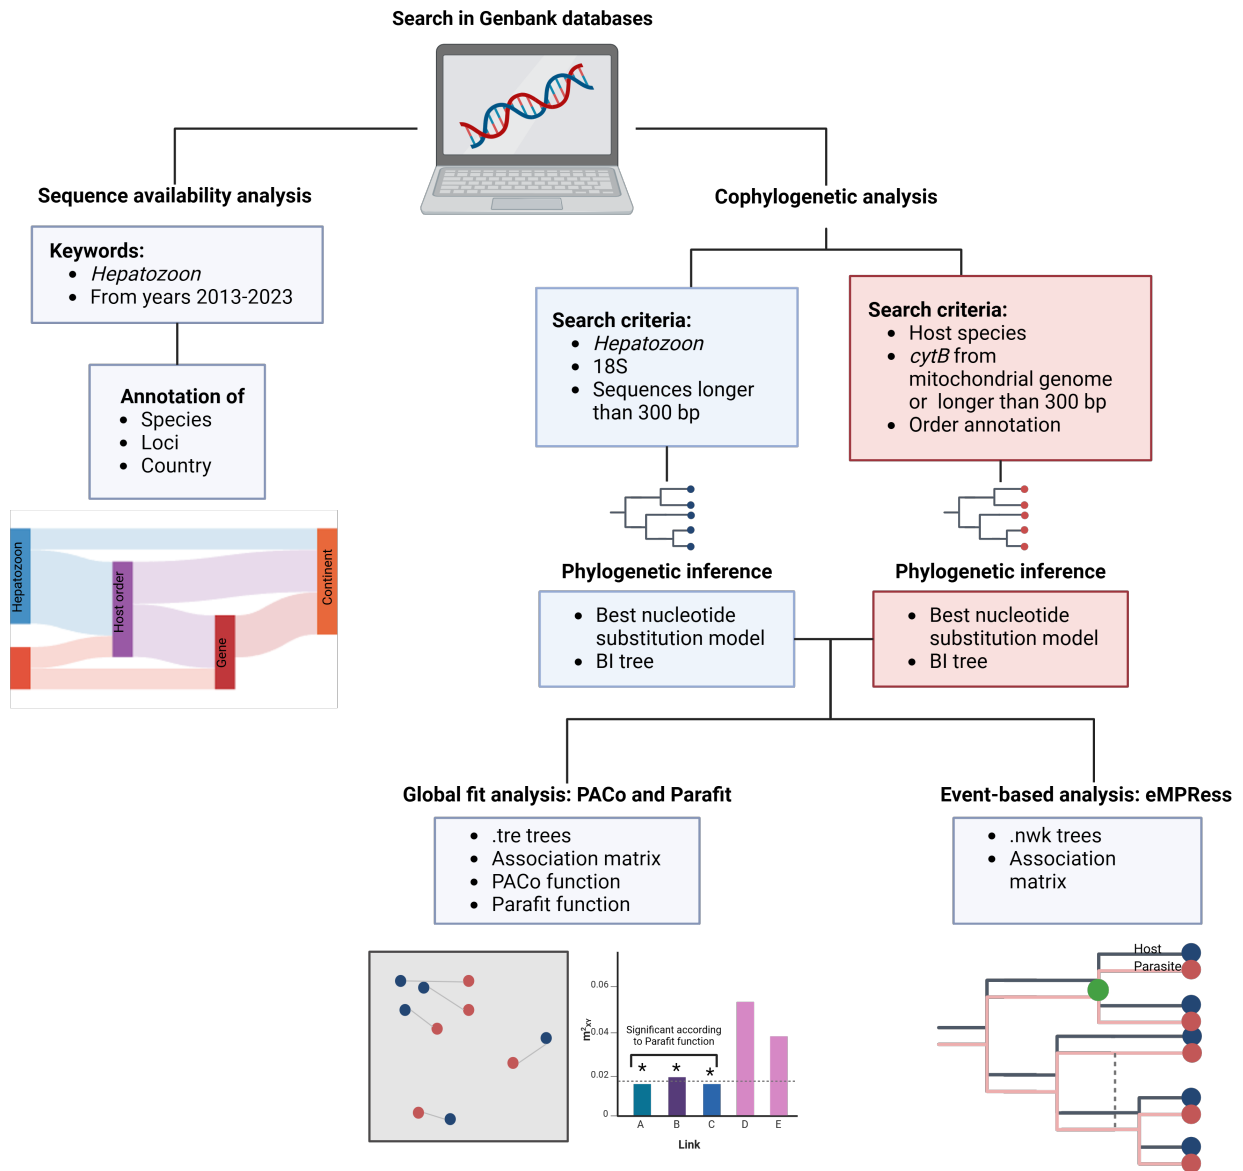 Search in Genbank databases
Sequence availability analysis
Keywords:
• Hepatozoon
• From years 2013-2023
Annotation of
• Species
• Loci
• Country
Hepatozoon
Host order
Gene
Continent
Cophylogenetic analysis
Search criteria:
• Hepatozoon
• 18S
• Sequences longer
than 300 bp
Search criteria:
• Host species
• cytB from
mitochondrial genome
or longer than 300 bp
• Order annotation
Phylogenetic inference
• Best nucleotide
substitution model
• BI tree
Phylogenetic inference
• Best nucleotide
substitution model
• BI tree
Global fit analysis: PACo and Parafit
• .tre trees
• Association matrix
• PACo function
• Parafit function
m²XY
0.06
0.04
0.02
0
Significant according
to Parafit function
* * *
A B C D E
Link
Event-based analysis: eMPRess
• .nwk trees
• Association
matrix
Host
Parasite